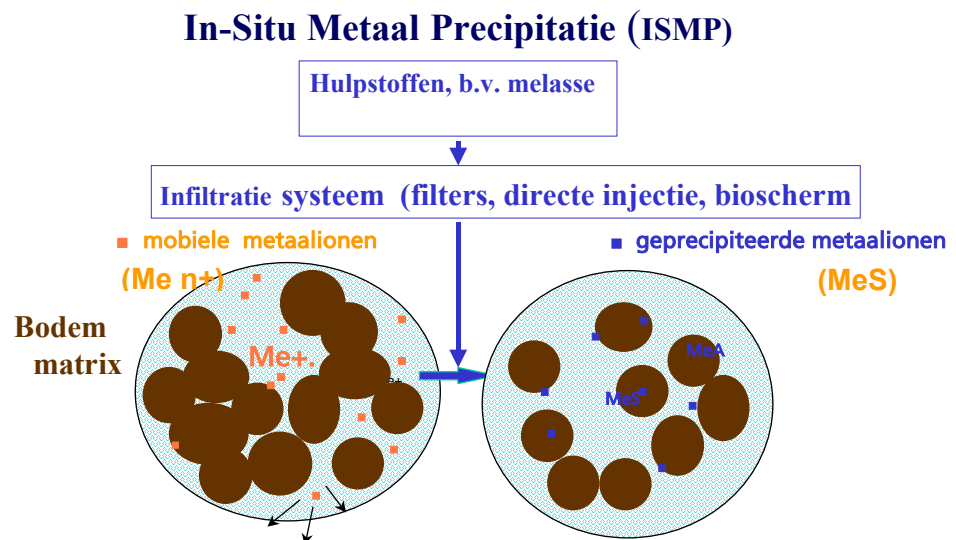 In-Situ Metaal Precipitatie (ISMP)
Hulpstoffen, b.v. melasse
Infiltratie systeem (filters, directe injectie, bioscherm
mobiele metaalionen
(Me n+)
geprecipiteerde metaalionen
(MeS)
Bodem
matrix
Me+.
MeA
MeS